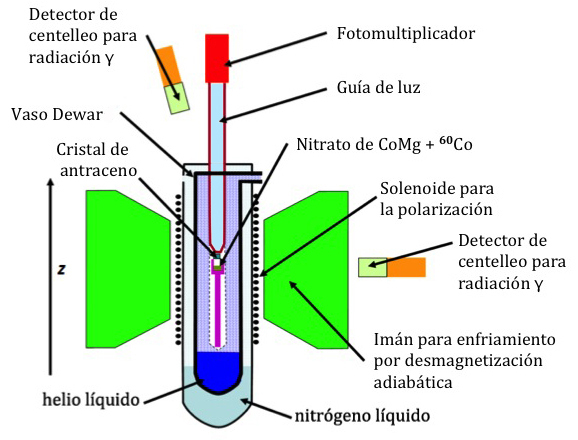 Detector de
centelleo para
radiación γ
Fotomultiplicador
Guía de luz
Vaso Dewar
Cristal de
antraceno
Nitrato de CoMg + ⁶⁰Co
Solenoide para
la polarización
Detector de
centelleo para
radiación γ
z
Imán para enfriamiento
por desmagnetización
adiabática
helio líquido
nitrógeno líquido